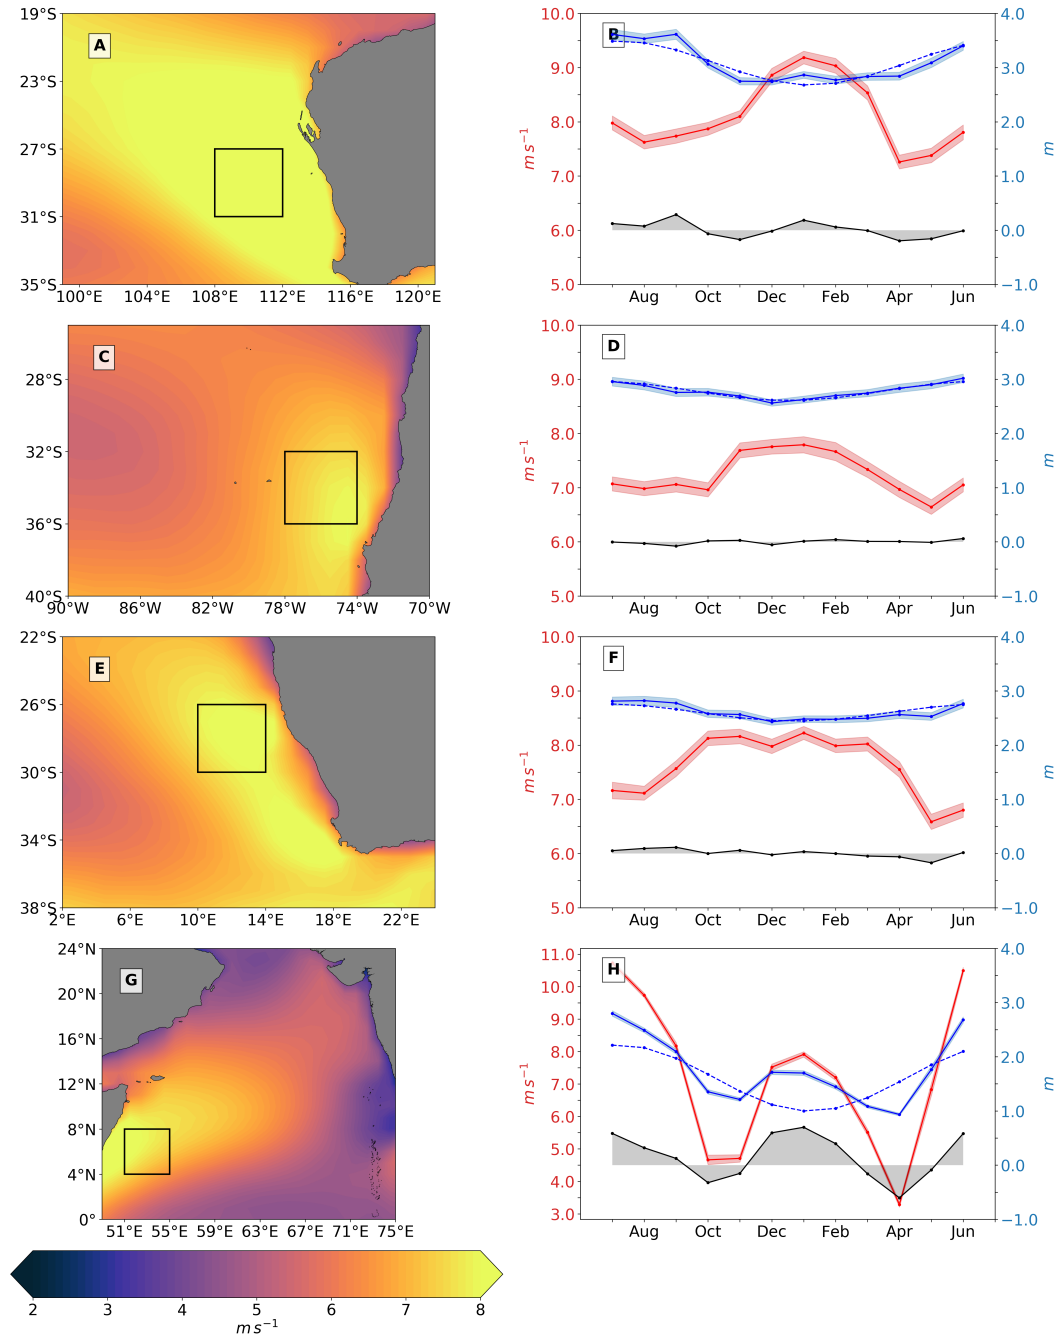 19°S
23°S
27°S
31°S
35°S
A
100°E 104°E 108°E 112°E 116°E 120°E
10.0
9.0
8.0
7.0
6.0
5.0
m s⁻¹
B
4.0
3.0
2.0
1.0
0.0
−1.0
m
Aug Oct Dec Feb Apr Jun
28°S
32°S
36°S
40°S
C
90°W 86°W 82°W 78°W 74°W 70°W
10.0
9.0
8.0
7.0
6.0
5.0
m s⁻¹
D
4.0
3.0
2.0
1.0
0.0
−1.0
m
Aug Oct Dec Feb Apr Jun
22°S
26°S
30°S
34°S
38°S
E
2°E 6°E 10°E 14°E 18°E 22°E
10.0
9.0
8.0
7.0
6.0
5.0
m s⁻¹
F
4.0
3.0
2.0
1.0
0.0
−1.0
m
Aug Oct Dec Feb Apr Jun
24°N
20°N
16°N
12°N
8°N
4°N
0°
G
51°E 55°E 59°E 63°E 67°E 71°E 75°E
11.0
10.0
9.0
8.0
7.0
6.0
5.0
4.0
3.0
m s⁻¹
H
4.0
3.0
2.0
1.0
0.0
−1.0
m
Aug Oct Dec Feb Apr Jun
2 3 4 5 6 7 8
m s⁻¹